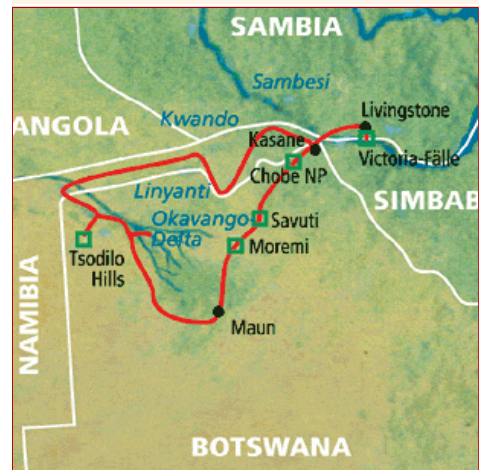 SAMBIA
Sambesi
Livingstone
Kwando
ANGOLA
Kasane
Victoria-Fälle
Chobe NP
Linyanti
SIMBAB
Okavango-
Delta
Savuti
Moremi
Tsodilo
Hills
NAMIBIA
Maun
BOTSWANA